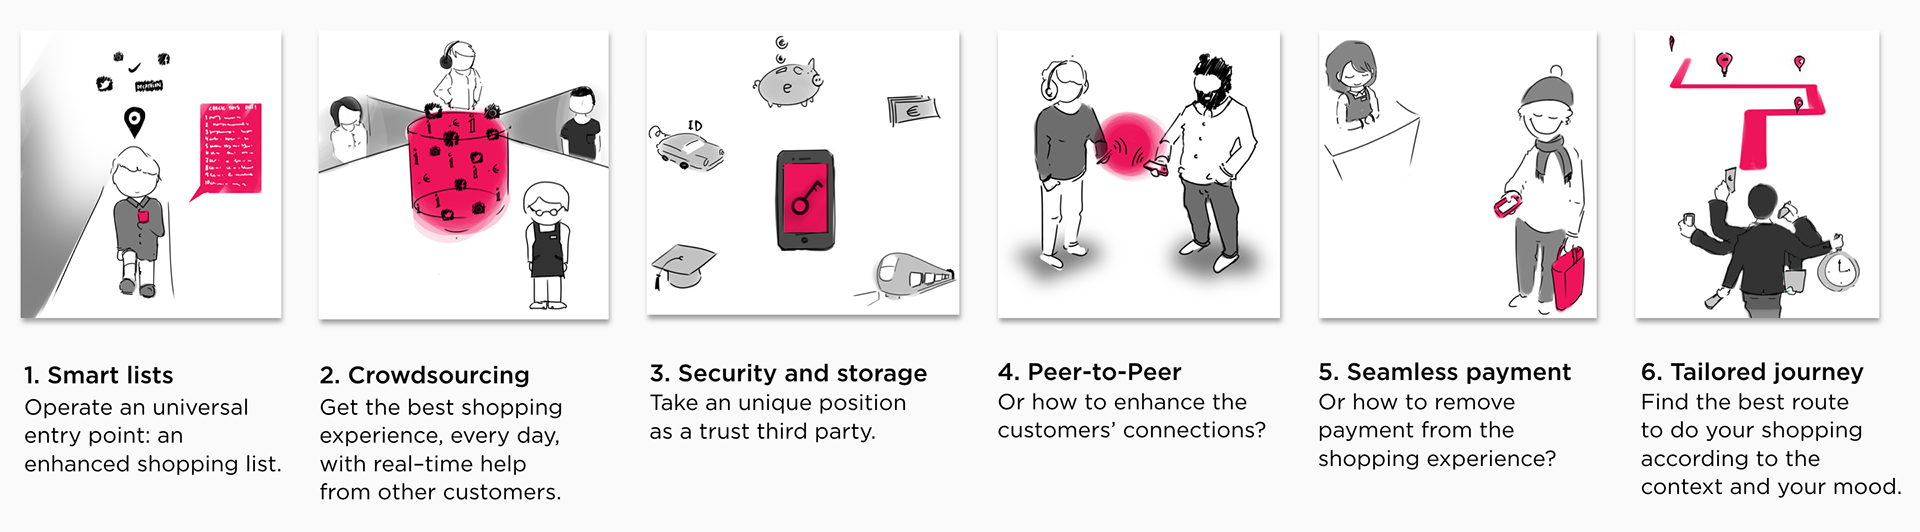 CHECK THIS OUT!
ID
€
€
e
€
1. Smart lists
Operate an universal
entry point: an
enhanced shopping list.
2. Crowdsourcing
Get the best shopping
experience, every day,
with real-time help
from other customers.
3. Security and storage
Take an unique position
as a trust third party.
4. Peer-to-Peer
Or how to enhance the
customers’ connections?
5. Seamless payment
Or how to remove
payment from the
shopping experience?
6. Tailored journey
Find the best route
to do your shopping
according to the
context and your mood.